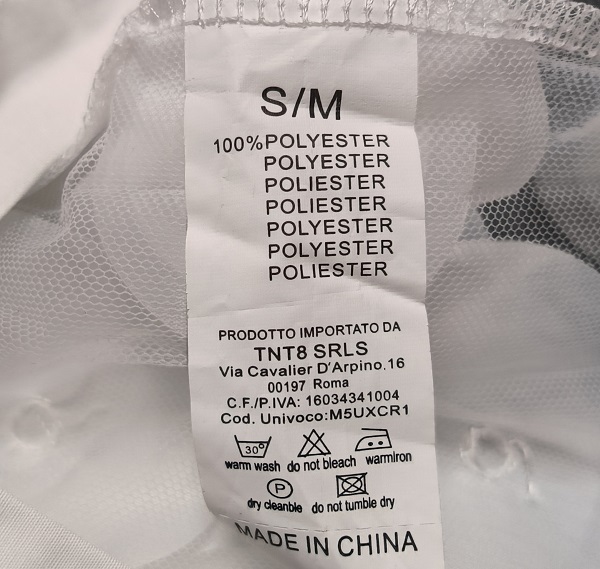 S/M
100%POLYESTER
POLYESTER
POLIESTER
POLIESTER
POLYESTER
POLYESTER
POLIESTER
PRODOTTO IMPORTATO DA
TNT8 SRLS
Via Cavalier D'Arpino.16
00197 Roma
C.F./P.IVA: 16034341004
Cod. Univoco:M5UXCR1
30°
warm wash do not bleach warmlron
P
dry cleanble do not tumble dry
MADE IN CHINA